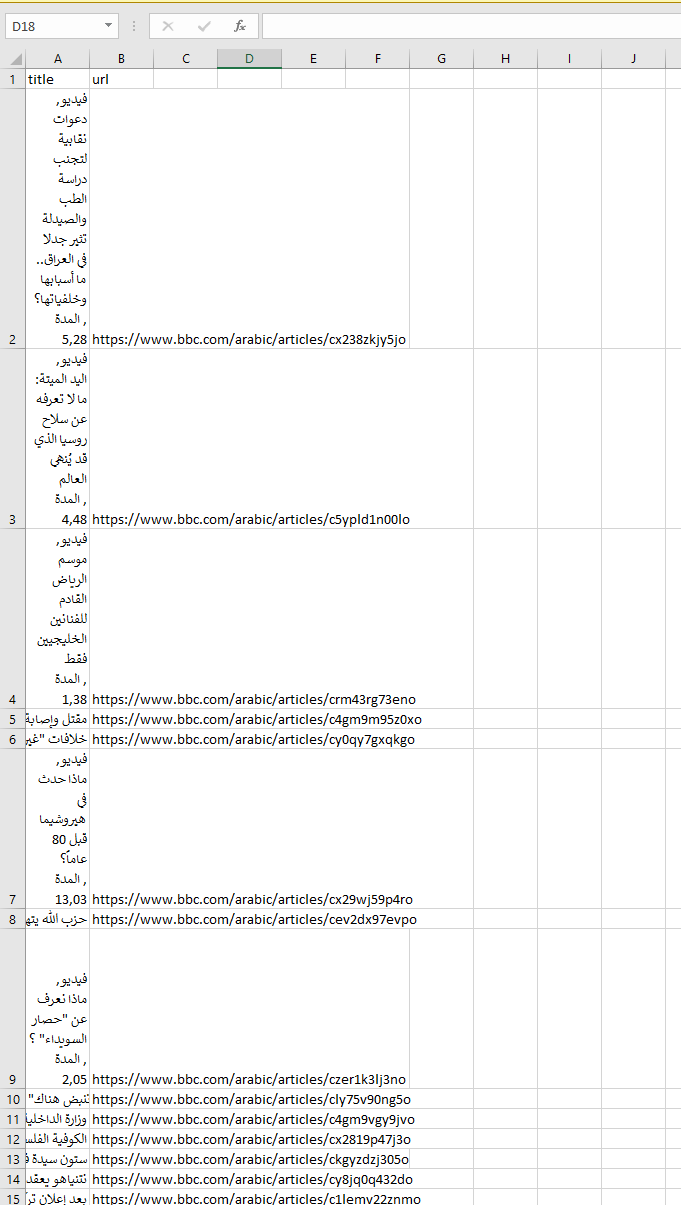 D18
fx
A B C D E F G H I J
1 title url
فيديو,
دعوات
نقابية
لتجنب
دراسة
الطب
والصيدلة
تثير جدلا
في العراق..
ما أسبابها
وخلفياتها؟
, المدة
2 5,28 https://www.bbc.com/arabic/articles/cx238zkjy5jo
فيديو,
اليد الميتة:
ما لا تعرفه
عن سلاح
روسيا الذي
قد يُنهي
العالم
, المدة
3 4,48 https://www.bbc.com/arabic/articles/c5ypld1n00lo
فيديو,
موسم
الرياض
القادم
للفنانين
الخليجيين
فقط
, المدة
4 1,38 https://www.bbc.com/arabic/articles/crm43rg73eno
5 مقتل وإصابة https://www.bbc.com/arabic/articles/c4gm9m95z0xo
6 خلافات "غير https://www.bbc.com/arabic/articles/cy0qy7gxqkgo
فيديو,
ماذا حدث
في
هيروشيما
قبل 80
عاماً؟
, المدة
7 13,03 https://www.bbc.com/arabic/articles/cx29wj59p4ro
8 حزب الله يته https://www.bbc.com/arabic/articles/cev2dx97evpo
فيديو,
ماذا نعرف
عن "حصار
السويداء" ؟
, المدة
9 2,05 https://www.bbc.com/arabic/articles/czer1k3lj3no
10 تنبض هناك" https://www.bbc.com/arabic/articles/cly75v90ng5o
11 وزارة الداخلية https://www.bbc.com/arabic/articles/c4gm9vgy9jvo
12 الكوفية الفلس https://www.bbc.com/arabic/articles/cx2819p47j3o
13 ستون سيدة ف https://www.bbc.com/arabic/articles/ckgyzdzj305o
14 نتنياهو يعقد https://www.bbc.com/arabic/articles/cy8jq0q432do
15 بعد إعلان تر https://www.bbc.com/arabic/articles/c1lemv22znmo